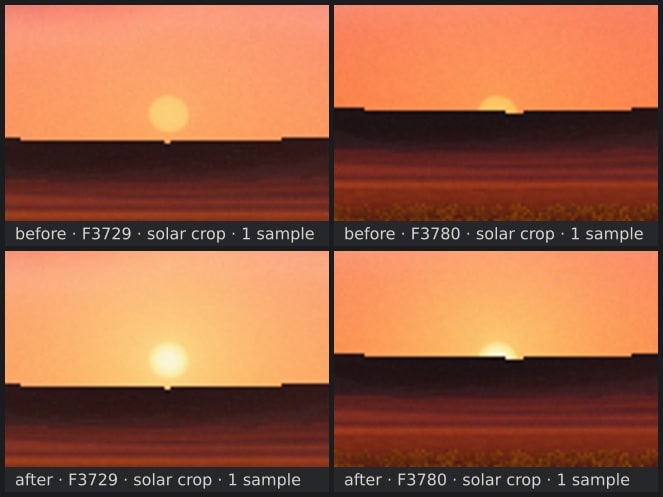 before · F3729 · solar crop · 1 sample
before · F3780 · solar crop · 1 sample
after · F3729 · solar crop · 1 sample
after · F3780 · solar crop · 1 sample